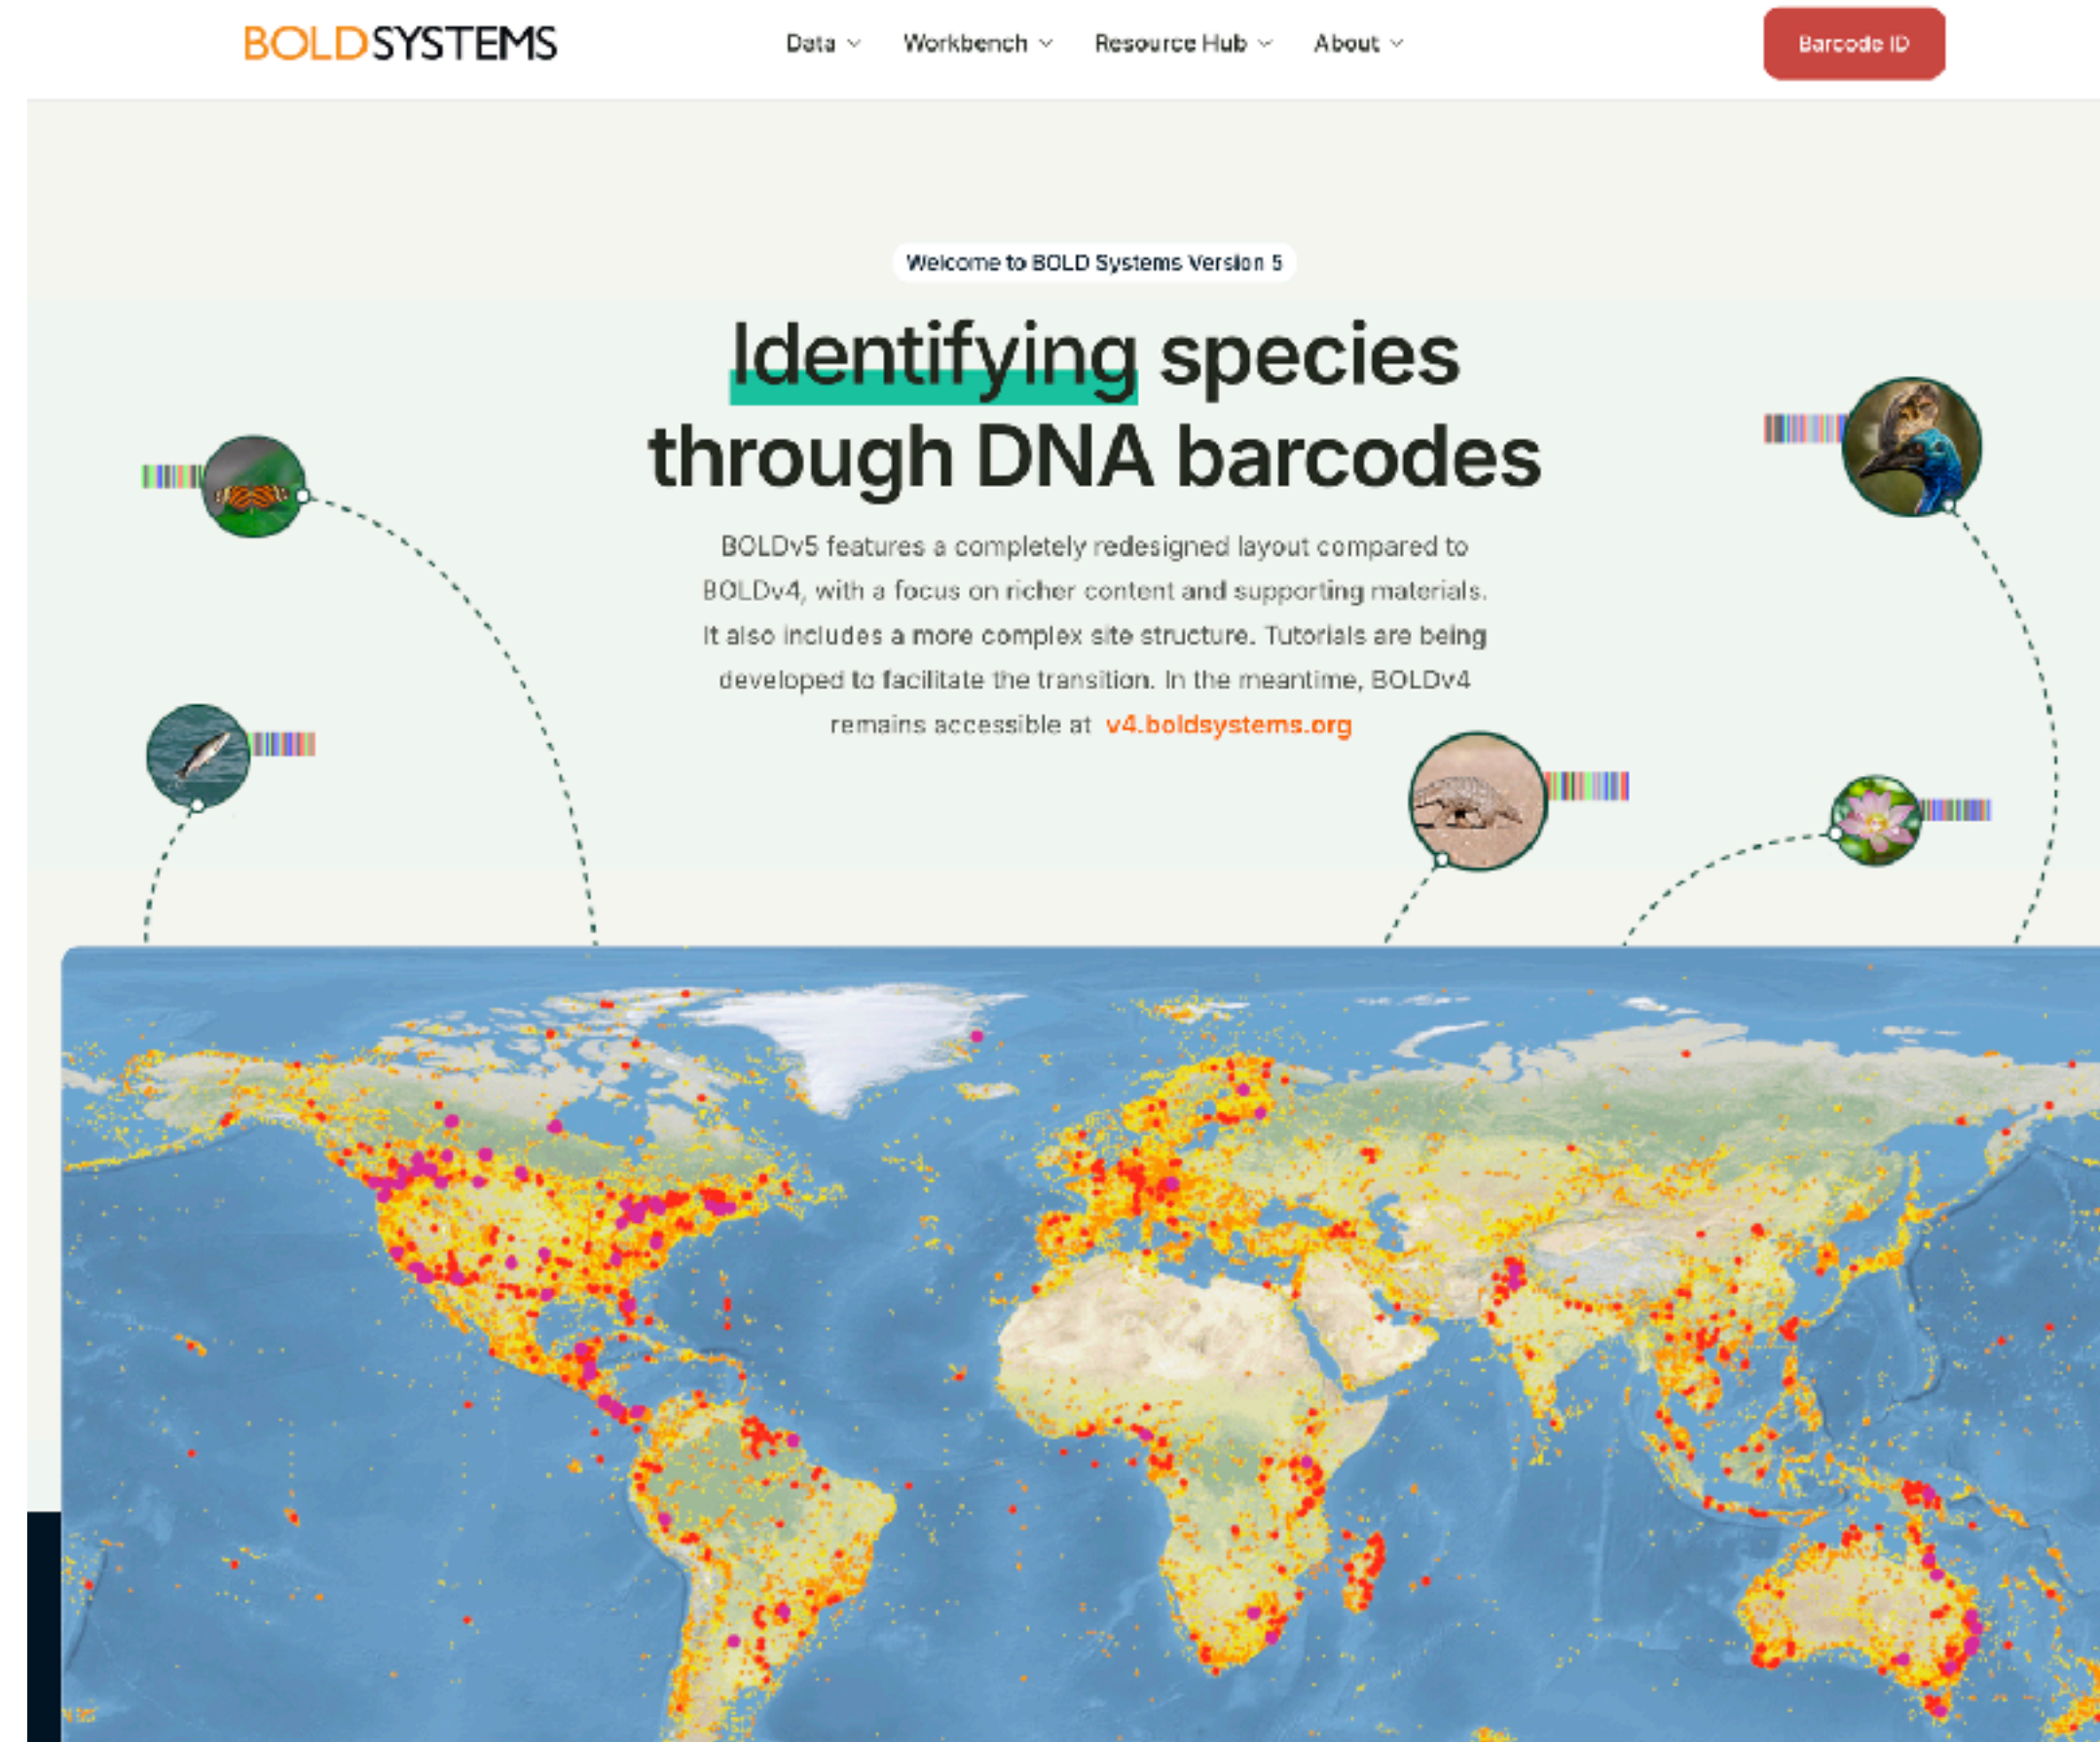 BOLDSYSTEMS
Data
Workbench
Resource Hub
About
Barcode ID
Welcome to BOLD Systems Version 5
Identifying species
through DNA barcodes
BOLDv5 features a completely redesigned layout compared to
BOLDv4, with a focus on richer content and supporting materials.
It also includes a more complex site structure. Tutorials are being
developed to facilitate the transition. In the meantime, BOLDv4
remains accessible at v4.boldsystems.org